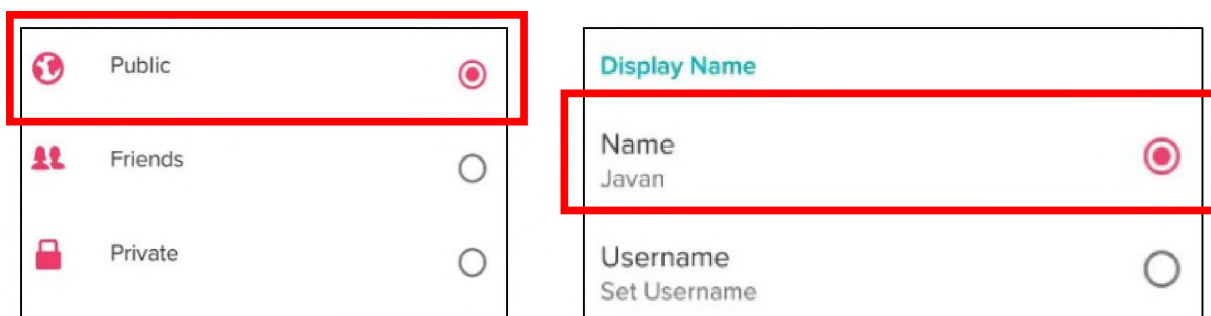 Public
Friends
Private
Display Name
Name
Javan
Username
Set Username